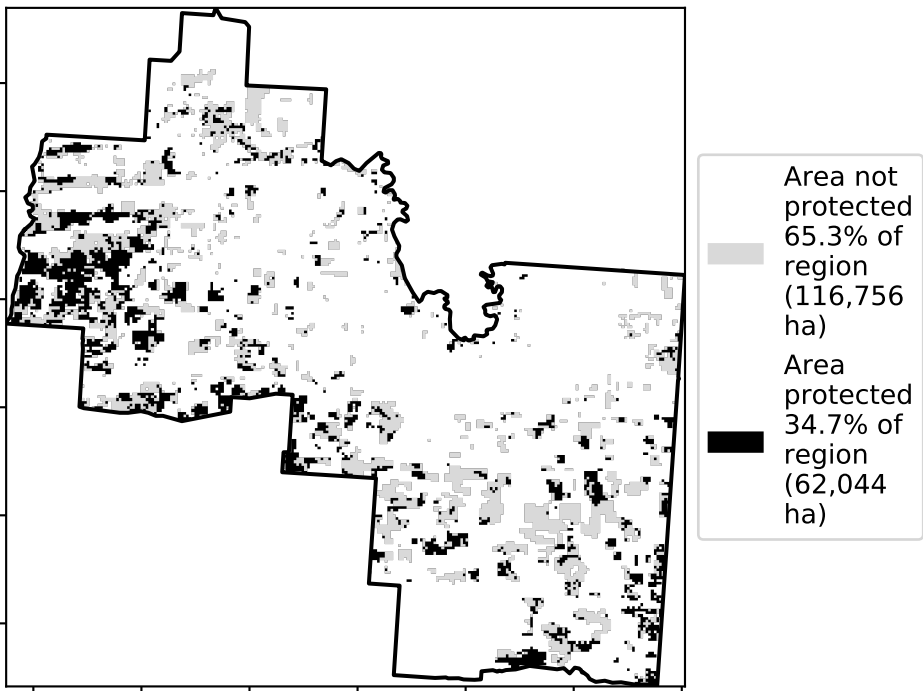 Area not
protected
65.3% of
region
(116,756
ha)
Area
protected
34.7% of
region
(62,044
ha)